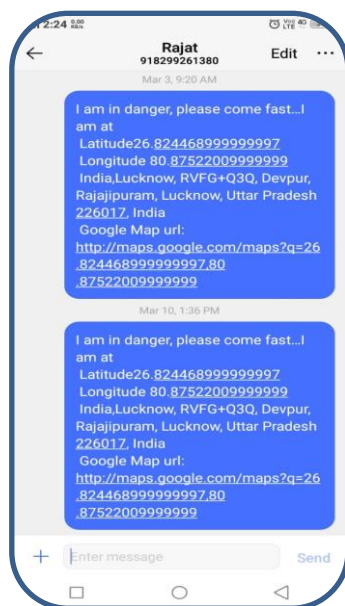 2:24
4G
Rajat
918299261380
Edit
Mar 3, 9:20 AM
I am in danger, please come fast...I
am at
Latitude26.824468999999997
Longitude 80.87522009999999
India,Lucknow, RVFG+Q3Q, Devpur,
Rajajipuram, Lucknow, Uttar Pradesh
226017, India
Google Map url:
http://maps.google.com/maps?q=26
.824468999999997,80
.87522009999999
Mar 10, 1:36 PM
I am in danger, please come fast...I
am at
Latitude26.824468999999997
Longitude 80.87522009999999
India,Lucknow, RVFG+Q3Q, Devpur,
Rajajipuram, Lucknow, Uttar Pradesh
226017, India
Google Map url:
http://maps.google.com/maps?q=26
.824468999999997,80
.87522009999999
Enter message
Send